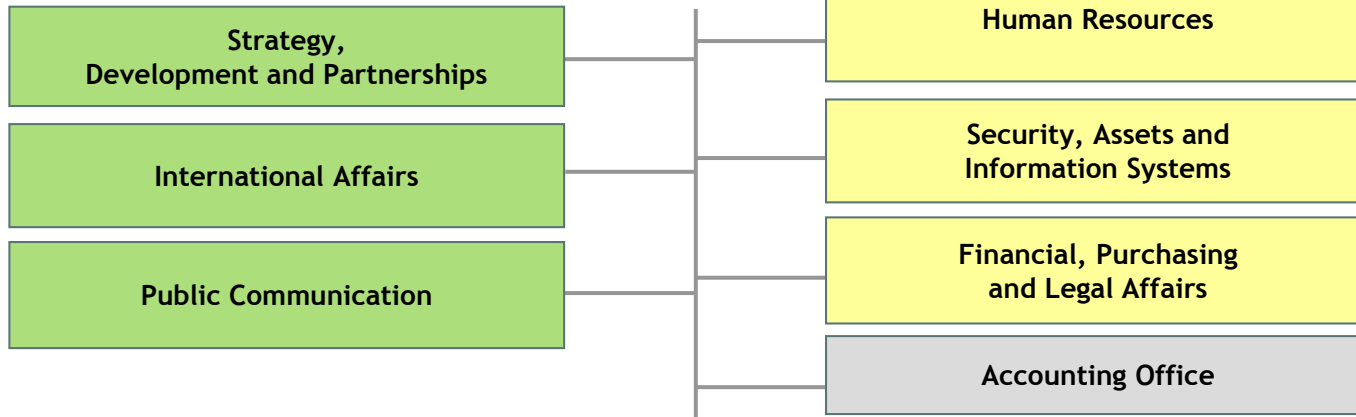 Strategy,
Development and Partnerships
International Affairs
Public Communication
Human Resources
Security, Assets and
Information Systems
Financial, Purchasing
and Legal Affairs
Accounting Office